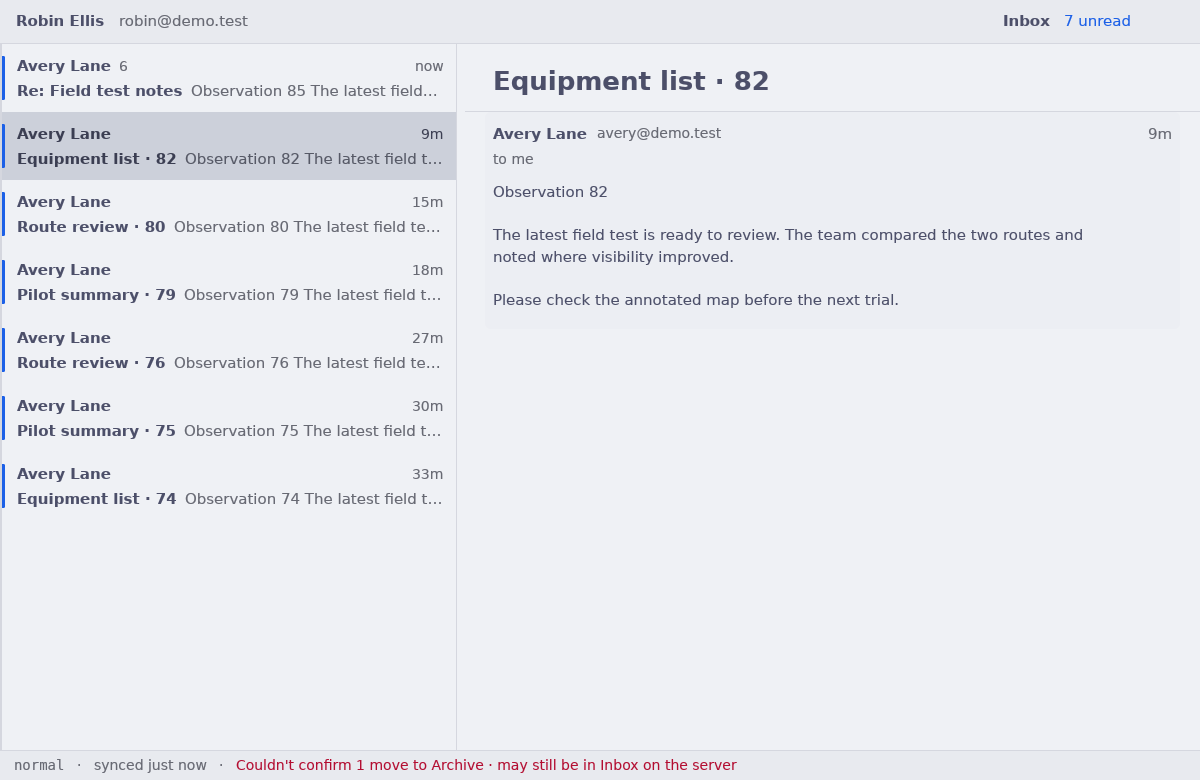 Robin Ellis robin@demo.test Inbox 7 unread
Avery Lane 6 now
Re: Field test notes Observation 85 The latest field…
Avery Lane 9m
Equipment list · 82 Observation 82 The latest field t…
Avery Lane 15m
Route review · 80 Observation 80 The latest field te…
Avery Lane 18m
Pilot summary · 79 Observation 79 The latest field t…
Avery Lane 27m
Route review · 76 Observation 76 The latest field te…
Avery Lane 30m
Pilot summary · 75 Observation 75 The latest field t…
Avery Lane 33m
Equipment list · 74 Observation 74 The latest field t…
Equipment list · 82
Avery Lane avery@demo.test 9m
to me
Observation 82
The latest field test is ready to review. The team compared the two routes and
noted where visibility improved.
Please check the annotated map before the next trial.
normal · synced just now · Couldn't confirm 1 move to Archive · may still be in Inbox on the server